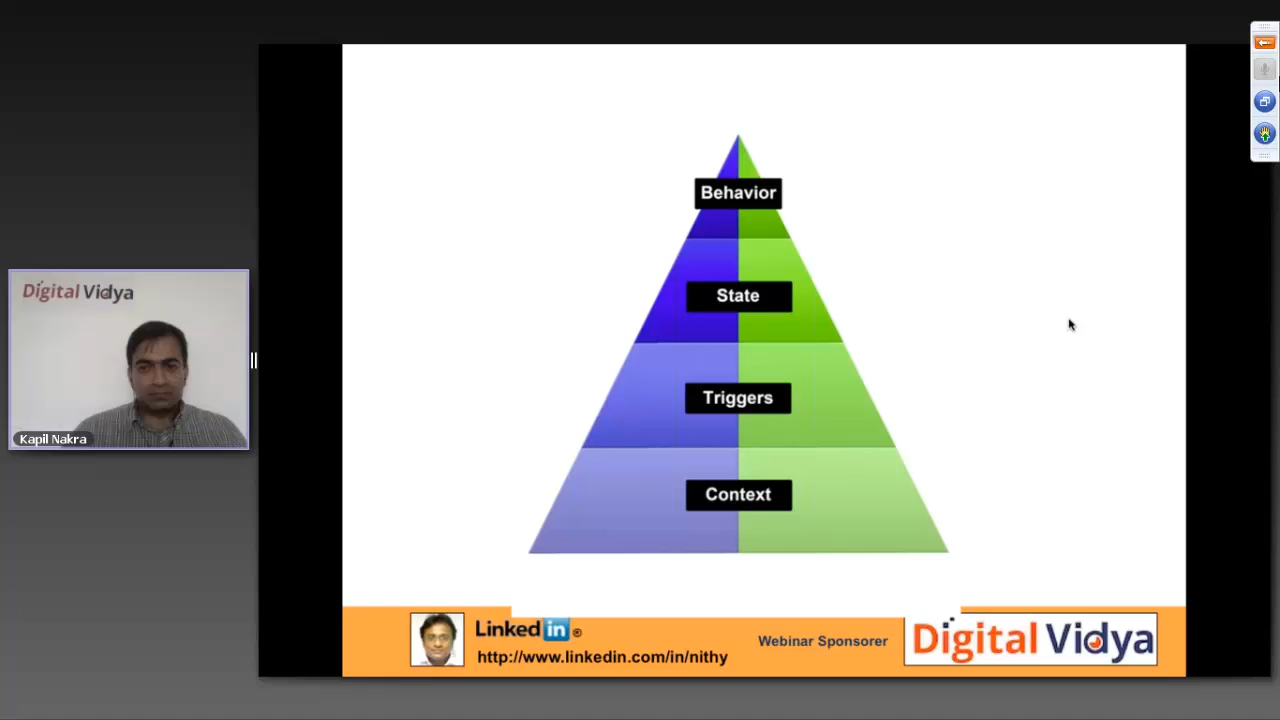 Digital Vidya
Kapil Nakra
Behavior
State
Triggers
Context
Linked in ®
http://www.linkedin.com/in/nithy
Webinar Sponsorer
Digital Vidya